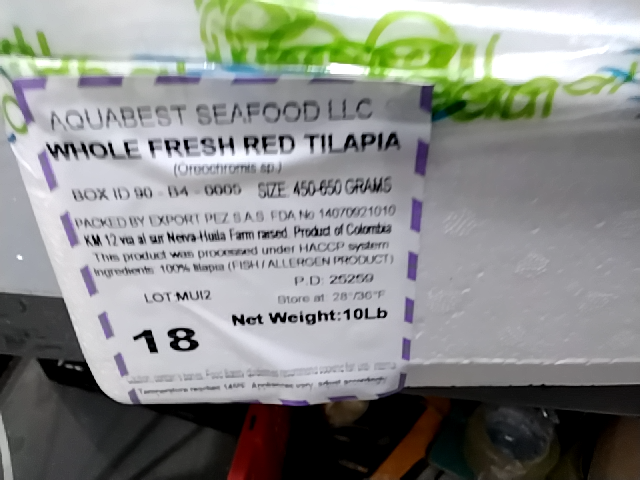 AQUABEST SEAFOOD LLC
WHOLE FRESH RED TILAPIA
(Oreochromis sp.)
BOX ID 90 - B4 - 0000 SIZE 450-650 GRAMS
PACKED BY EXPORT PEZ S.A.S. FDA No 14070921010
KM 12 via al sur Neiva-Huila Farm raised. Product of Colombia
This product was processed under HACCP system
Ingredients: 100% tilapia (FISH / ALLERGEN PRODUCT)
P.D: 25259
LOT MUI2
Store at 28°/36°F
Net Weight:10Lb
18